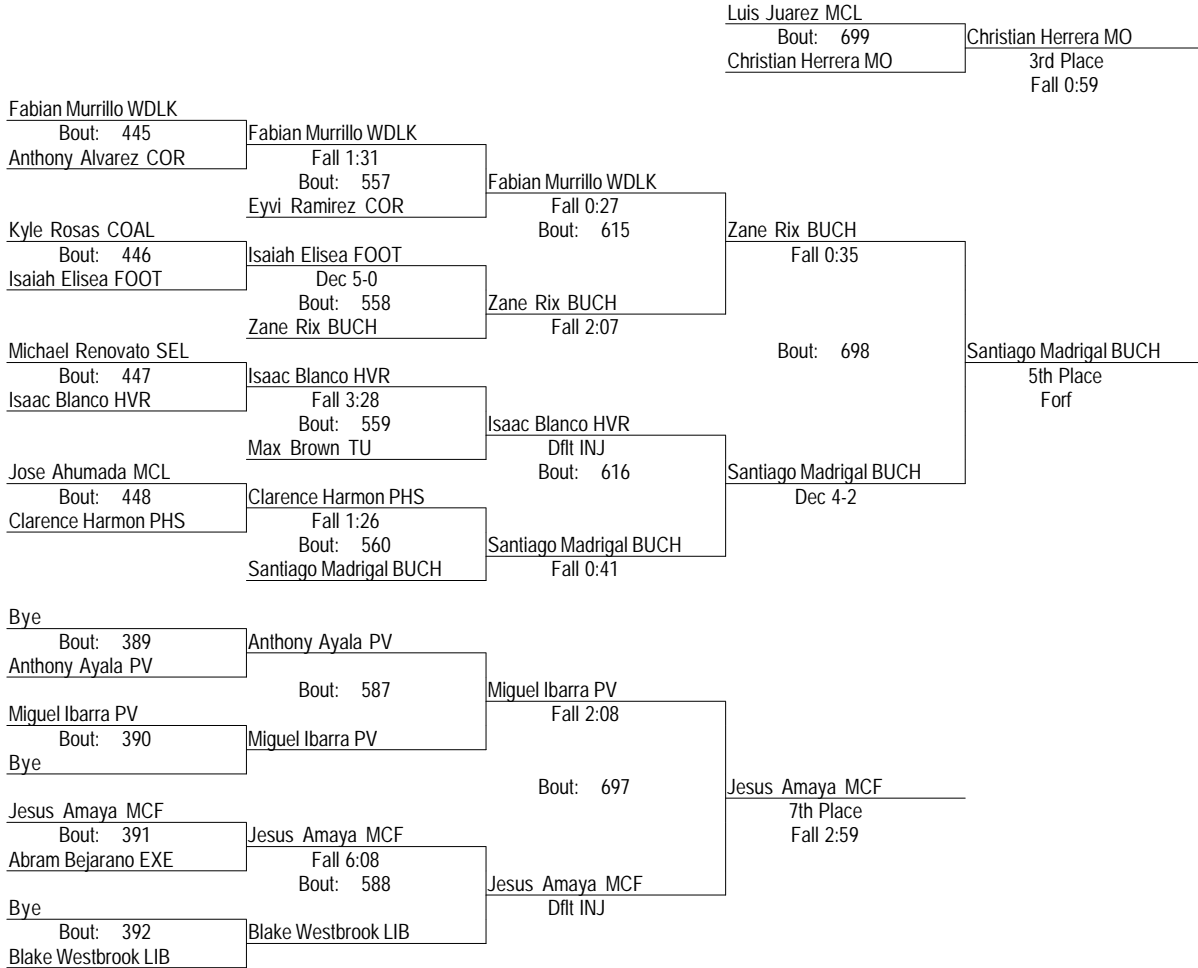 Luis Juarez MCL
Bout: 699
Christian Herrera MO
Christian Herrera MO
3rd Place
Fall 0:59
Fabian Murrillo WDLK
Bout: 445
Anthony Alvarez COR
Fabian Murrillo WDLK
Fall 1:31
Bout: 557
Eyvi Ramirez COR
Fabian Murrillo WDLK
Fall 0:27
Bout: 615
Kyle Rosas COAL
Bout: 446
Isaiah Elisea FOOT
Isaiah Elisea FOOT
Dec 5-0
Bout: 558
Zane Rix BUCH
Zane Rix BUCH
Fall 2:07
Zane Rix BUCH
Fall 0:35
Bout: 698
Michael Renovato SEL
Bout: 447
Isaac Blanco HVR
Isaac Blanco HVR
Fall 3:28
Bout: 559
Max Brown TU
Isaac Blanco HVR
Dflt INJ
Bout: 616
Jose Ahumada MCL
Bout: 448
Clarence Harmon PHS
Clarence Harmon PHS
Fall 1:26
Bout: 560
Santiago Madrigal BUCH
Santiago Madrigal BUCH
Fall 0:41
Santiago Madrigal BUCH
Dec 4-2
Santiago Madrigal BUCH
5th Place
Forf
Bye
Bout: 389
Anthony Ayala PV
Anthony Ayala PV
Bout: 587
Miguel Ibarra PV
Bout: 390
Bye
Miguel Ibarra PV
Miguel Ibarra PV
Fall 2:08
Bout: 697
Jesus Amaya MCF
Bout: 391
Abram Bejarano EXE
Jesus Amaya MCF
Fall 6:08
Bout: 588
Bye
Bout: 392
Blake Westbrook LIB
Blake Westbrook LIB
Jesus Amaya MCF
Dflt INJ
Jesus Amaya MCF
7th Place
Fall 2:59